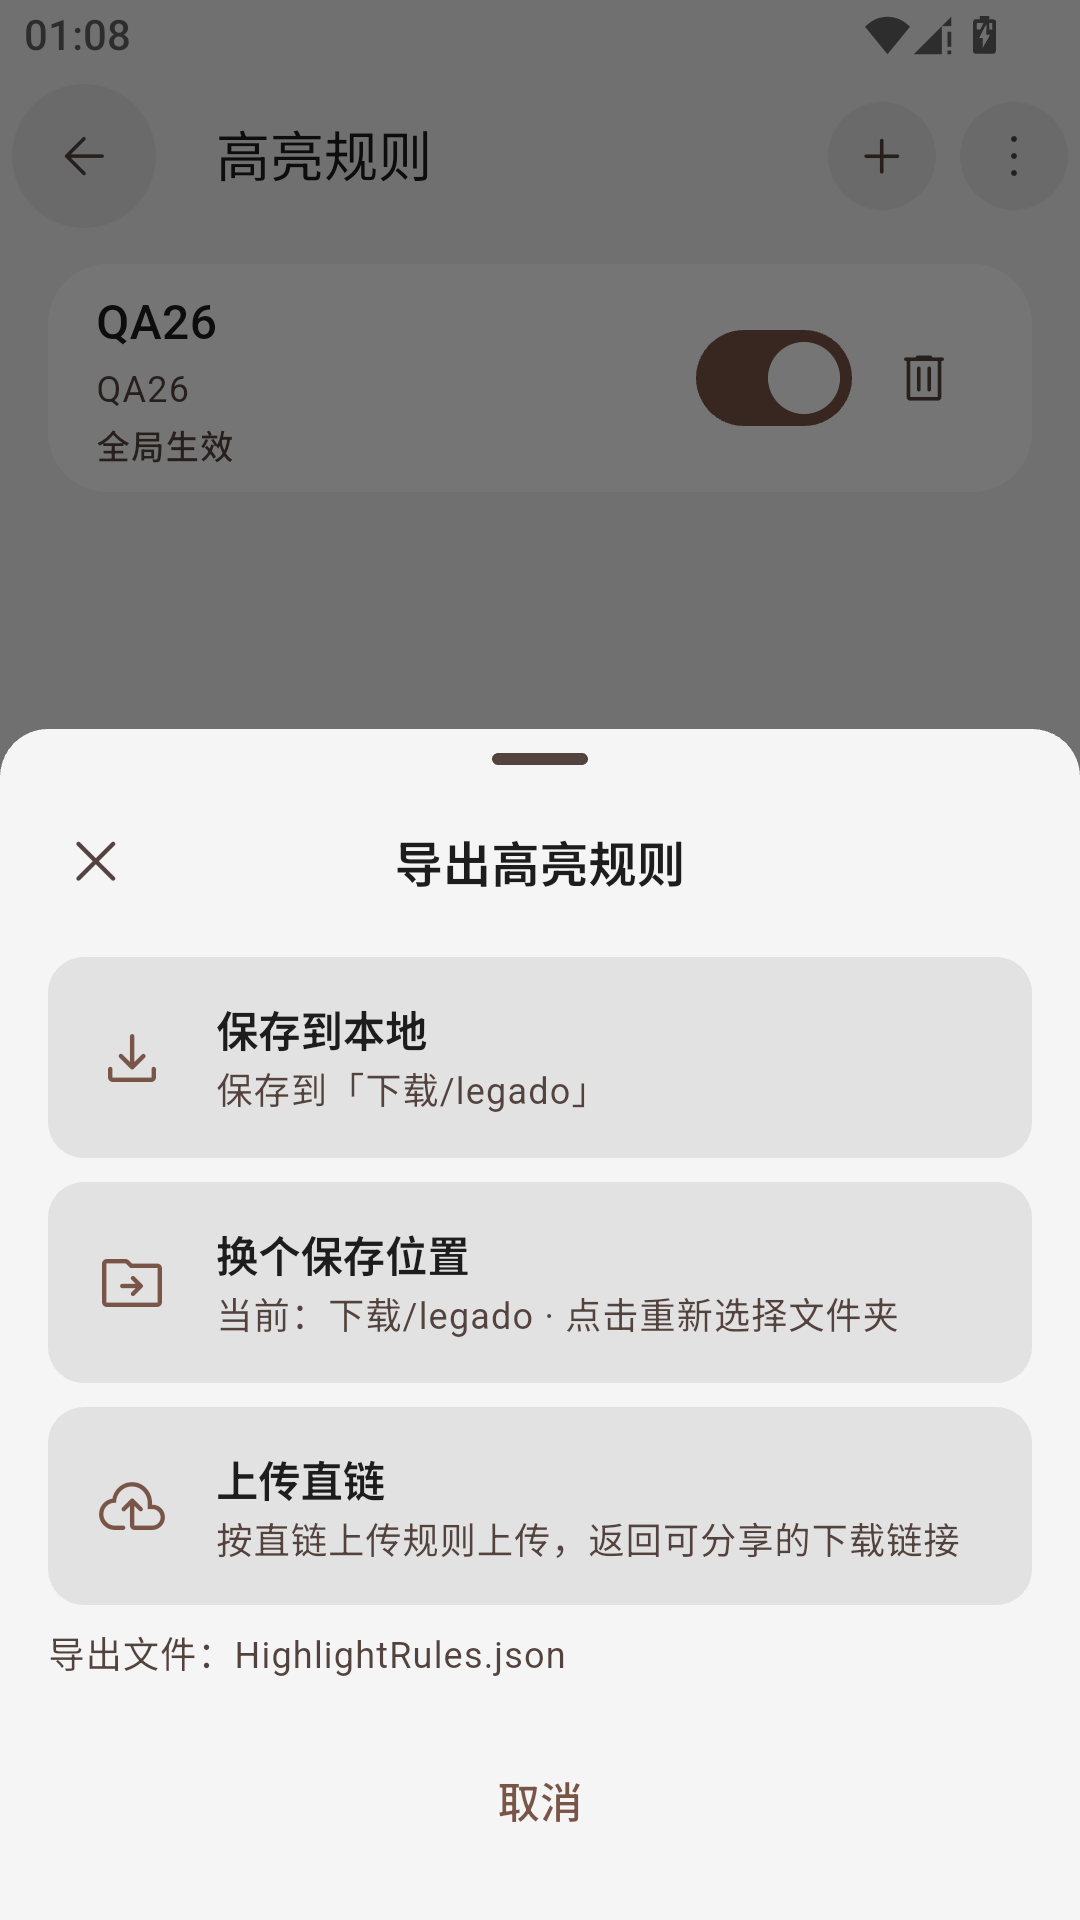 01:08
高亮规则
QA26
QA26
全局生效
导出高亮规则
保存到本地
保存到「下载/legado」
换个保存位置
当前：下载/legado · 点击重新选择文件夹
上传直链
按直链上传规则上传，返回可分享的下载链接
导出文件：HighlightRules.json
取消